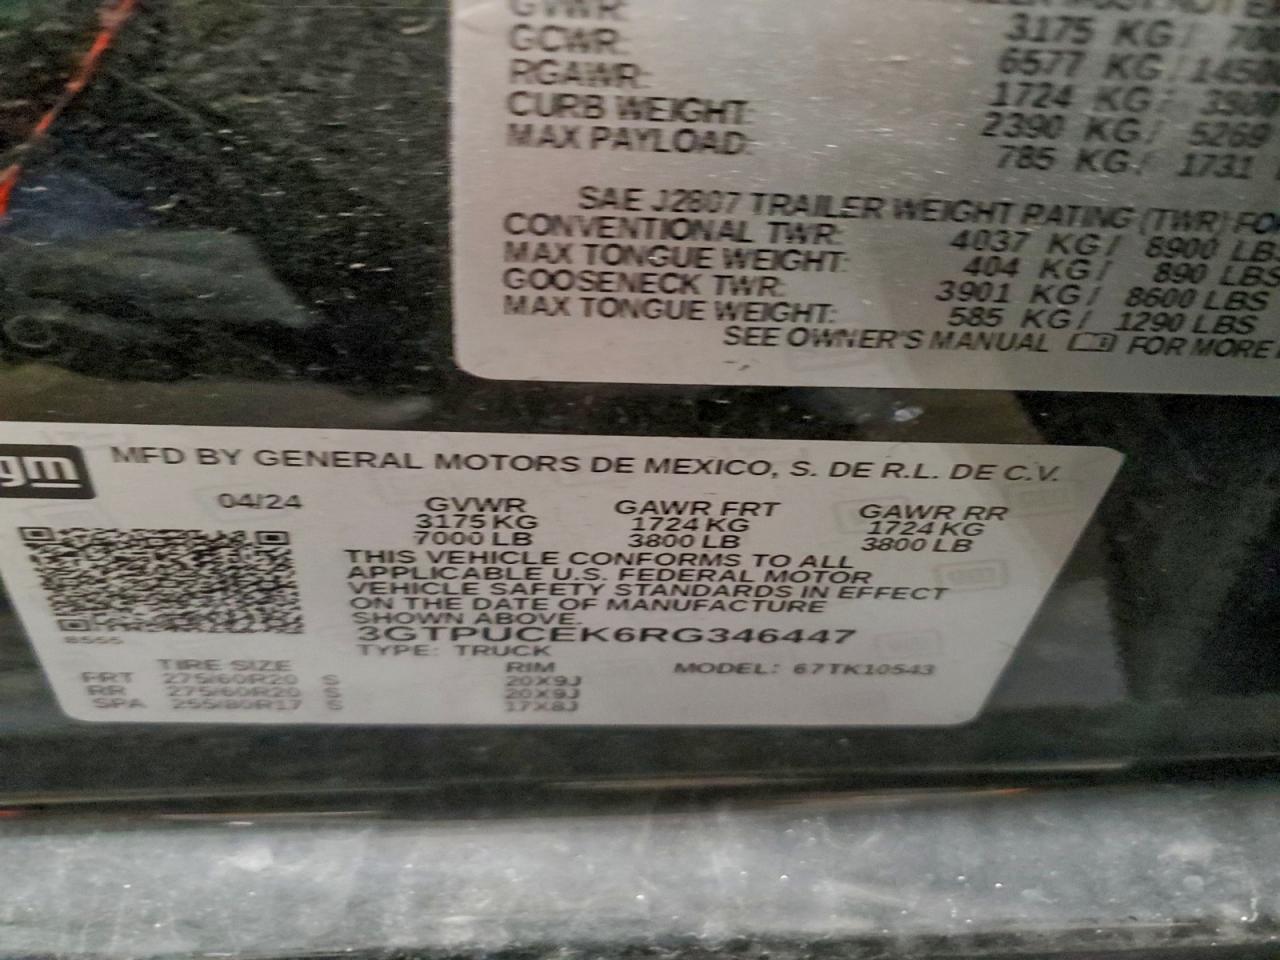 GVWR:
GCWR: 3175 KG/
RGAWR: 6577 KG/
CURB WEIGHT: 1724 KG/
MAX PAYLOAD: 2390 KG/ 5269
785 KG/ 1731
SAE J2807 TRAILER WEIGHT RATING (TWR)
CONVENTIONAL TWR: 4037 KG/ 8900 LBS
MAX TONGUE WEIGHT: 404 KG/ 890 LBS
GOOSENECK TWR: 3901 KG/ 8600 LBS
MAX TONGUE WEIGHT: 585 KG/ 1290 LBS
SEE OWNER'S MANUAL FOR MORE
gm MFD BY GENERAL MOTORS DE MEXICO, S. DE R.L. DE C.V.
04/24 GVWR GAWR FRT GAWR RR
3175 KG 1724 KG 1724 KG
7000 LB 3800 LB 3800 LB
THIS VEHICLE CONFORMS TO ALL
APPLICABLE U.S. FEDERAL MOTOR
VEHICLE SAFETY STANDARDS IN EFFECT
ON THE DATE OF MANUFACTURE
SHOWN ABOVE.
3GTPUCEK6RG346447
TYPE: TRUCK MODEL: 67TK10543
TIRE SIZE RIM
FRT 275/60R20 S 20X9J
RR 275/60R20 S 20X9J
SPA 255/80R17 S 17X8J